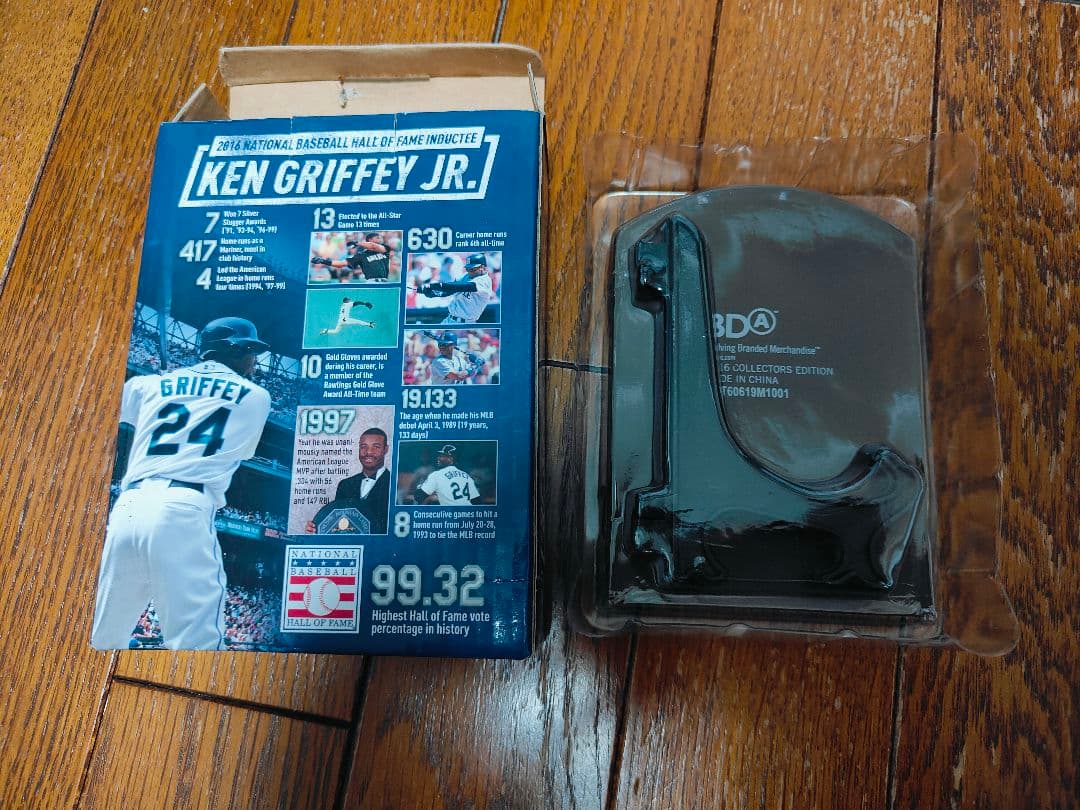 2016 NATIONAL BASEBALL HALL OF FAME INDUCTEE
KEN GRIFFEY JR.
7 Won 7 Silver
Slugger Awards
('91, '93-94, '96-99)
417 Home runs as a
Mariner, most in
club history
4 Led the American
League in home runs
four times (1994, '97-99)
13 Elected to the All-Star
Game 13 times
630 Career home runs
rank 6th all-time
10 Gold Gloves awarded
during his career, is
a member of the
Rawlings Gold Glove
Award All-Time team
19.133
The age when he made his MLB
debut April 3, 1989 (19 years,
133 days)
1997
Year he was unani-
mously named the
American League
MVP after batting
.304 with 56
home runs
and 147 RBI
8 Consecutive games to hit a
home run from July 20-28,
1993 to tie the MLB record
99.32
Highest Hall of Fame vote
percentage in history
NATIONAL
BASEBALL
HALL OF FAME
GRIFFEY
24
GRIFFEY
24
BDA™
lving Branded Merchandise™
.com
16 COLLECTORS EDITION
DE IN CHINA
T60619M1001